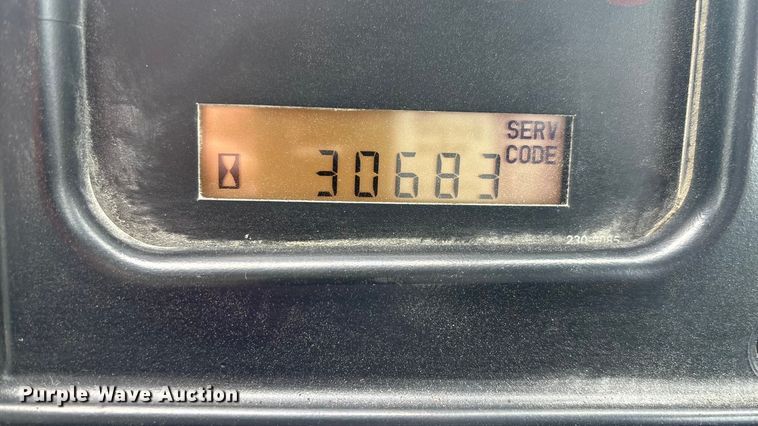 SERV
CODE
30683
Purple Wave Auction